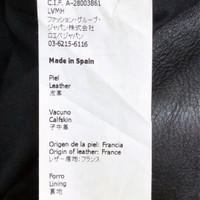 C.I.F. A-28003861
LVMH
ファッション・グループ・
ジャパン株式会社
ロエベジャパン
03-6215-6116
Made in Spain
Piel
Leather
皮革
Vacuno
Calfskin
子牛革
Origen de la piel: Francia
Origin of leather: France
レザー原産地：フランス
Forro
Lining
裏地